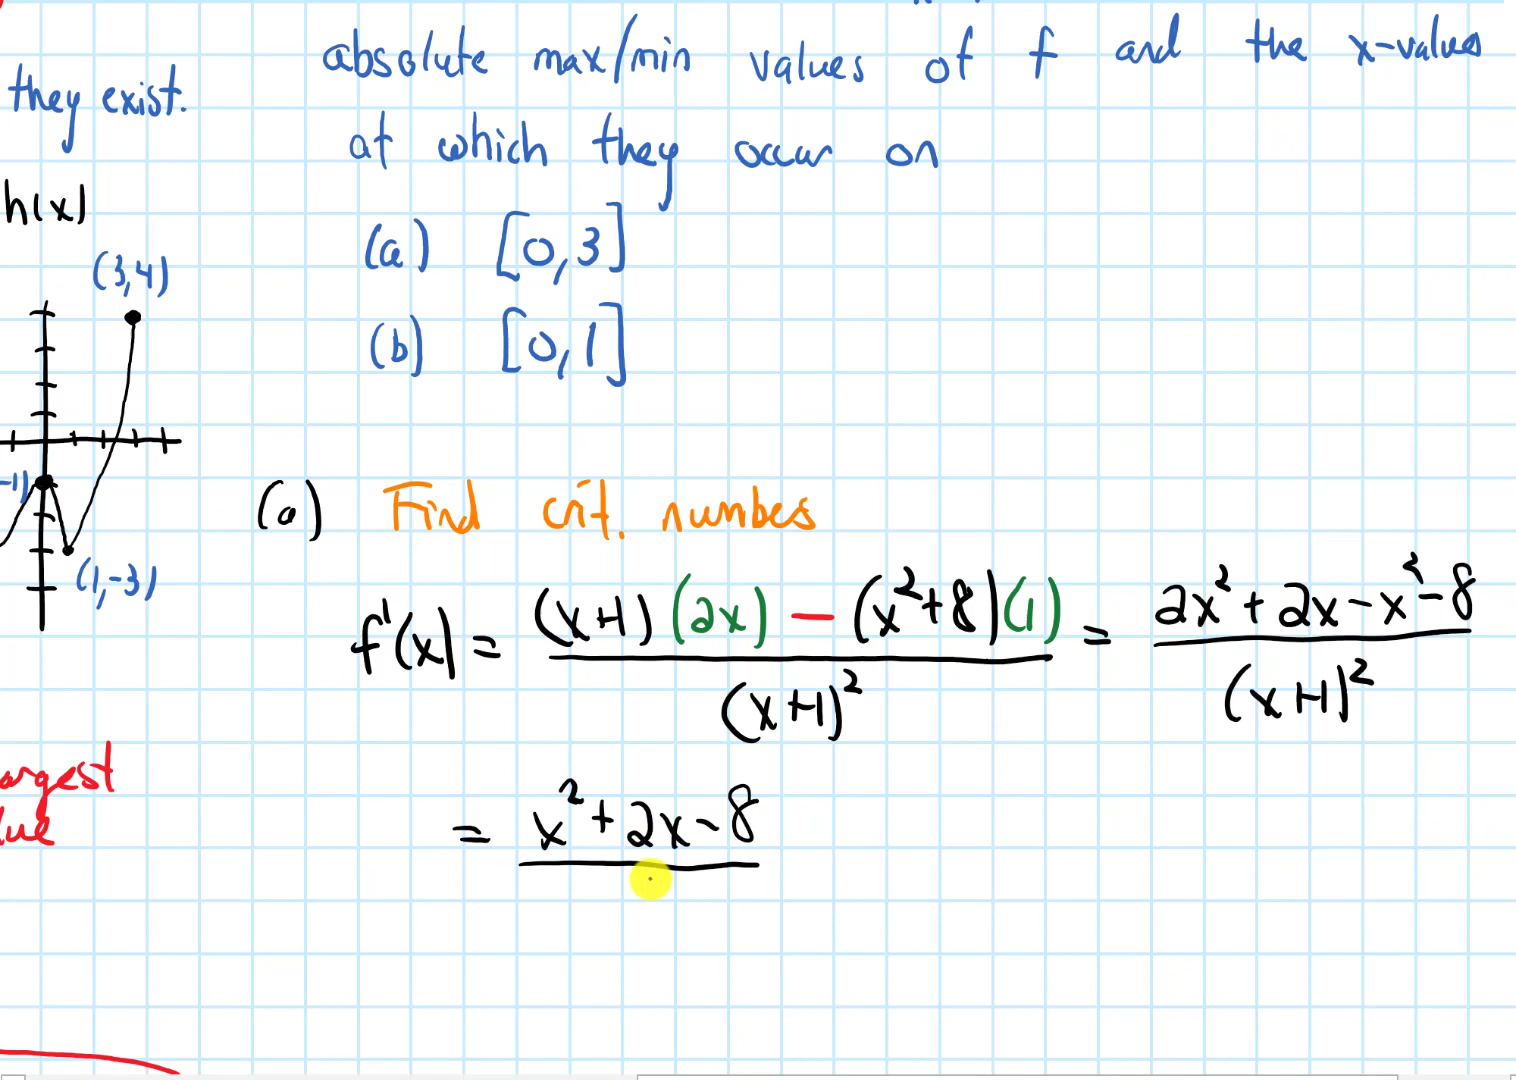 absolute max/min values of f and the x-values
they exist.
at which they occur on
h(x)
(a) [0,3]
(3,4)
(b) [0,1]
-1)
(a) Find crit. numbers
(1,-3)
f'(x) = (x+1)(2x) - (x²+8)(1) / (x+1)² = 2x²+2x-x²-8 / (x+1)²
= x²+2x-8